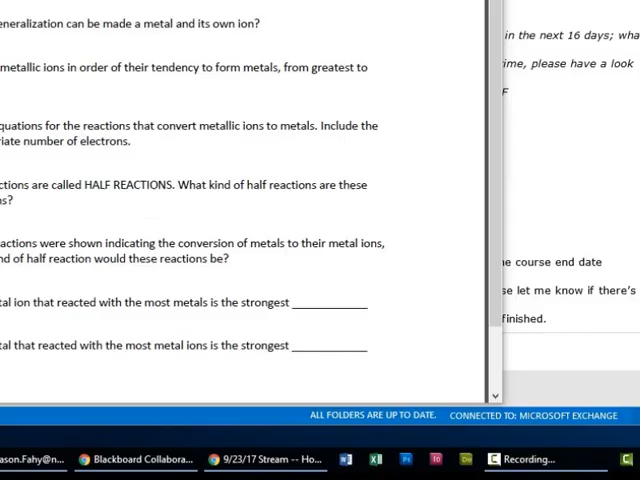 eneralization can be made a metal and its own ion?
metallic ions in order of their tendency to form metals, from greatest to
quations for the reactions that convert metallic ions to metals. Include the
riate number of electrons.
ctions are called HALF REACTIONS. What kind of half reactions are these
ns?
actions were shown indicating the conversion of metals to their metal ions,
nd of half reaction would these reactions be?
tal ion that reacted with the most metals is the strongest ____________
tal that reacted with the most metal ions is the strongest ____________
in the next 16 days; wha
ime, please have a look
F
he course end date
se let me know if there's
finished.
ALL FOLDERS ARE UP TO DATE. CONNECTED TO: MICROSOFT EXCHANGE
ason.Fahy@n... Blackboard Collabora... 9/23/17 Stream -- Ho... Ps Id Dw Recording...